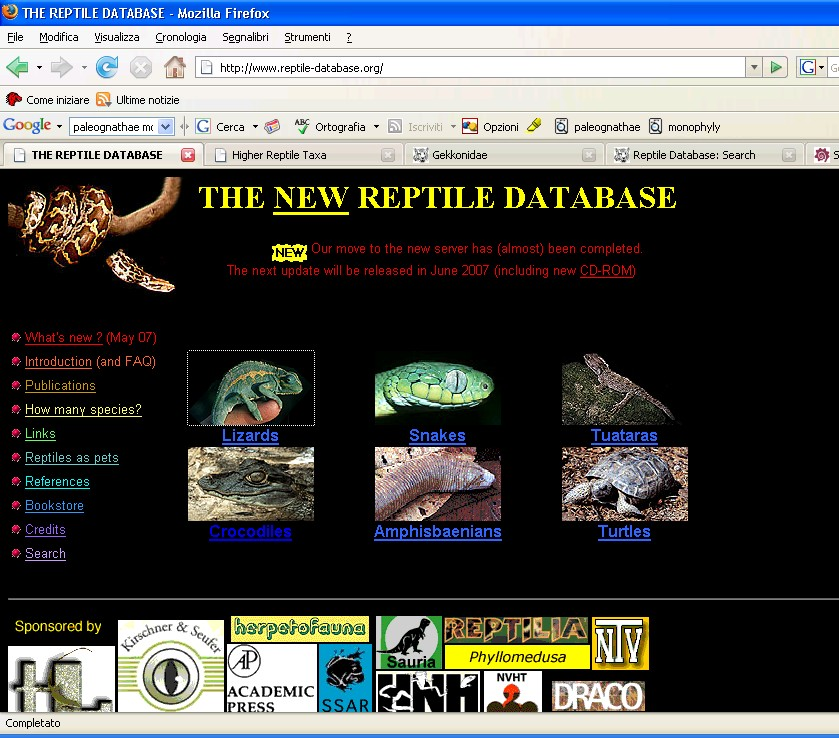 THE REPTILE DATABASE - Mozilla Firefox
File Modifica Visualizza Cronologia Segnalibri Strumenti ?
http://www.reptile-database.org/
G
Come iniziare Ultime notizie
Google paleognathae mc G Cerca ABC Ortografia Iscriviti Opzioni paleognathae monophyly
THE REPTILE DATABASE Higher Reptile Taxa Gekkonidae Reptile Database: Search S
THE NEW REPTILE DATABASE
NEW Our move to the new server has (almost) been completed.
The next update will be released in June 2007 (including new CD-ROM)
What's new ? (May 07)
Introduction (and FAQ)
Publications
How many species?
Links
Reptiles as pets
References
Bookstore
Credits
Search
Lizards Snakes Tuataras
Crocodiles Amphisbaenians Turtles
Sponsored by
Kirschner & Seufer
herpetofauna
AP
ACADEMIC
PRESS
SSAR
Sauria
REPTILIA
Phyllomedusa
NTV
NVHT
DRACO
Completato